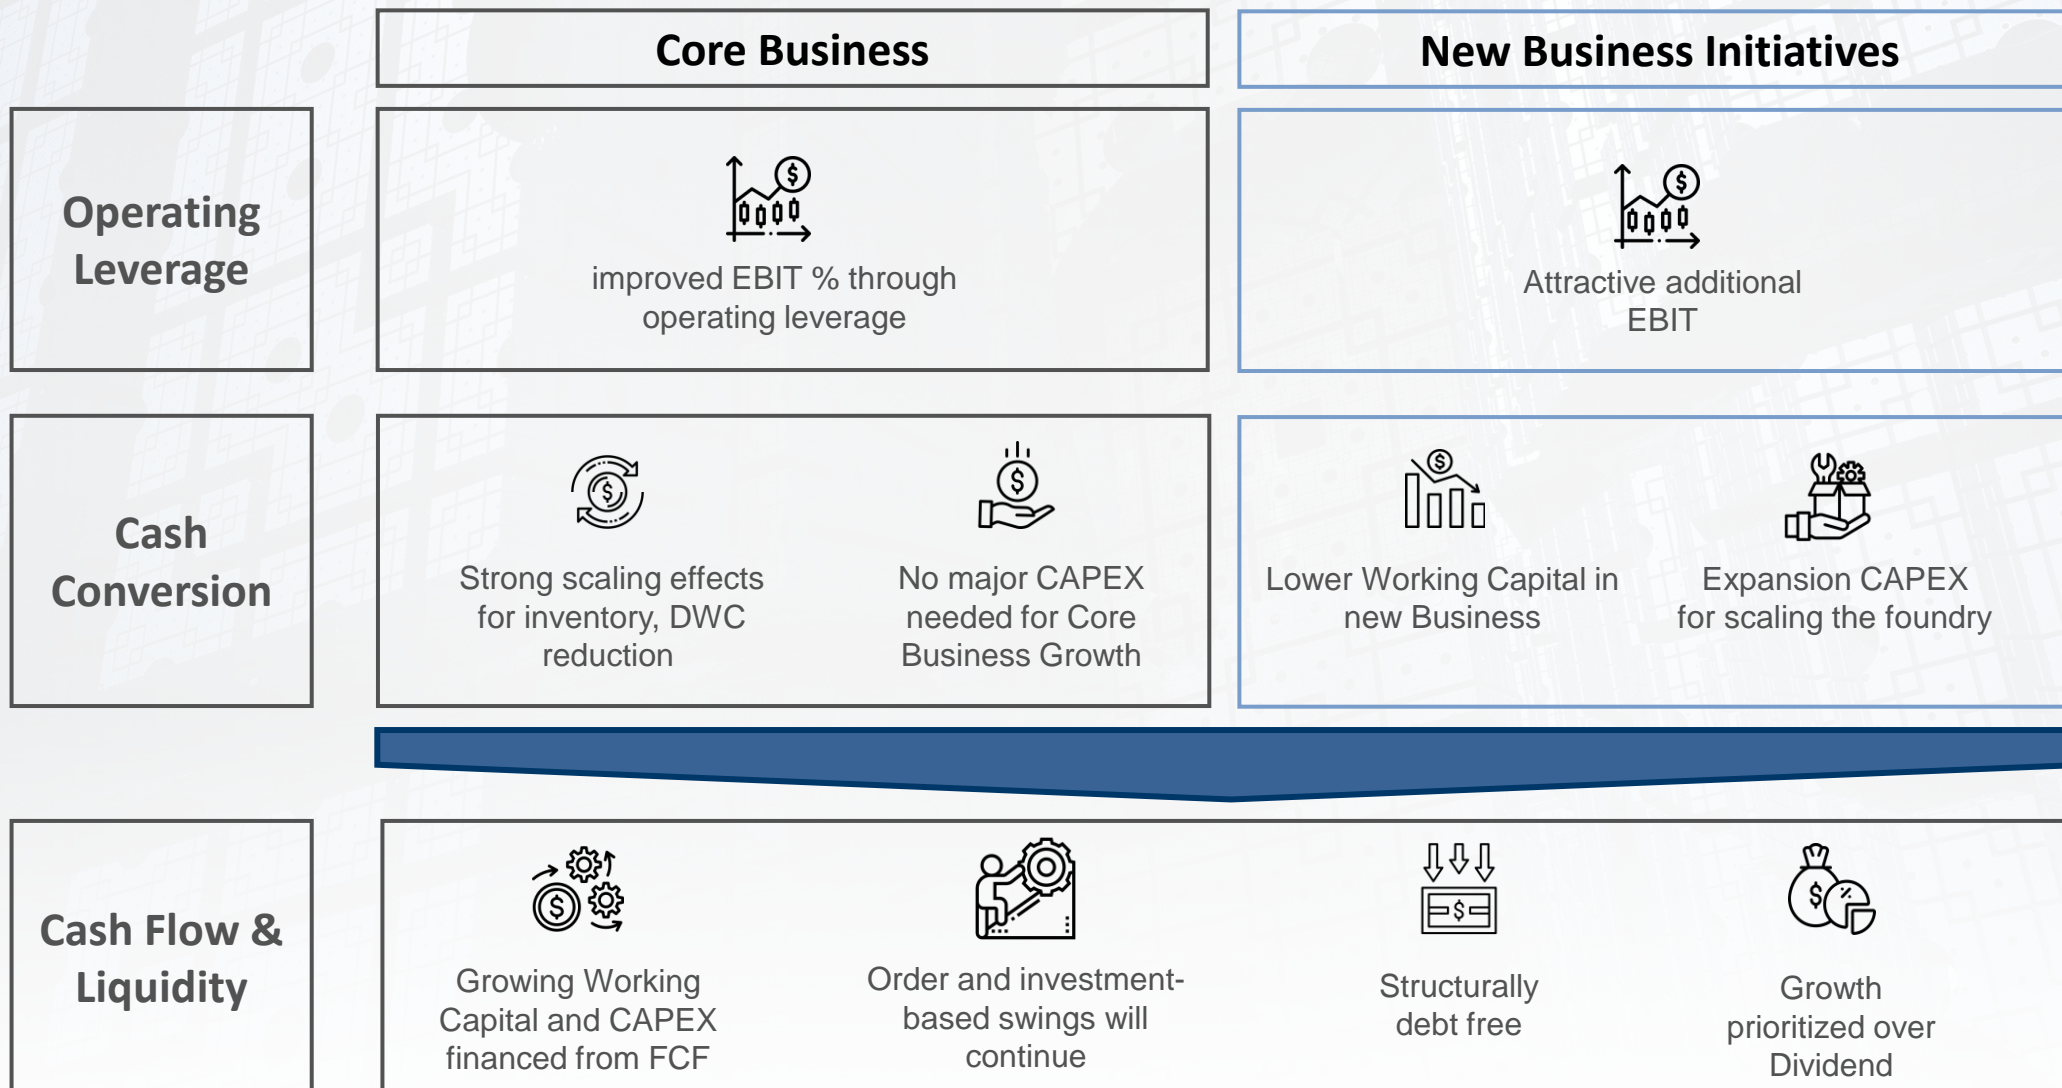 Core Business
New Business Initiatives
Operating
Leverage
improved EBIT % through
operating leverage
Attractive additional
EBIT
Cash
Conversion
Strong scaling effects
for inventory, DWC
reduction
No major CAPEX
needed for Core
Business Growth
Lower Working Capital in
new Business
Expansion CAPEX
for scaling the foundry
Cash Flow &
Liquidity
Growing Working
Capital and CAPEX
financed from FCF
Order and investment-
based swings will
continue
Structurally
debt free
Growth
prioritized over
Dividend